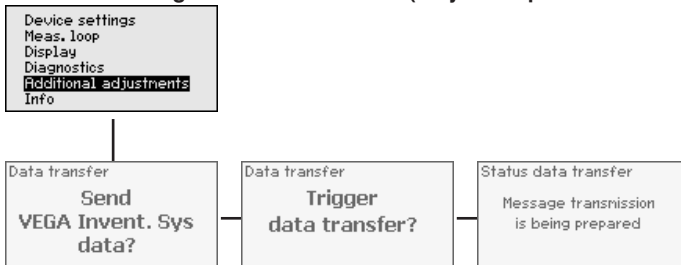 Device settings
Meas. loop
Display
Diagnostics
Additional adjustments
Info
Data transfer
Send
VEGA Invent. Sys
data?
Data transfer
Trigger
data transfer?
Status data transfer
Message transmission
is being prepared